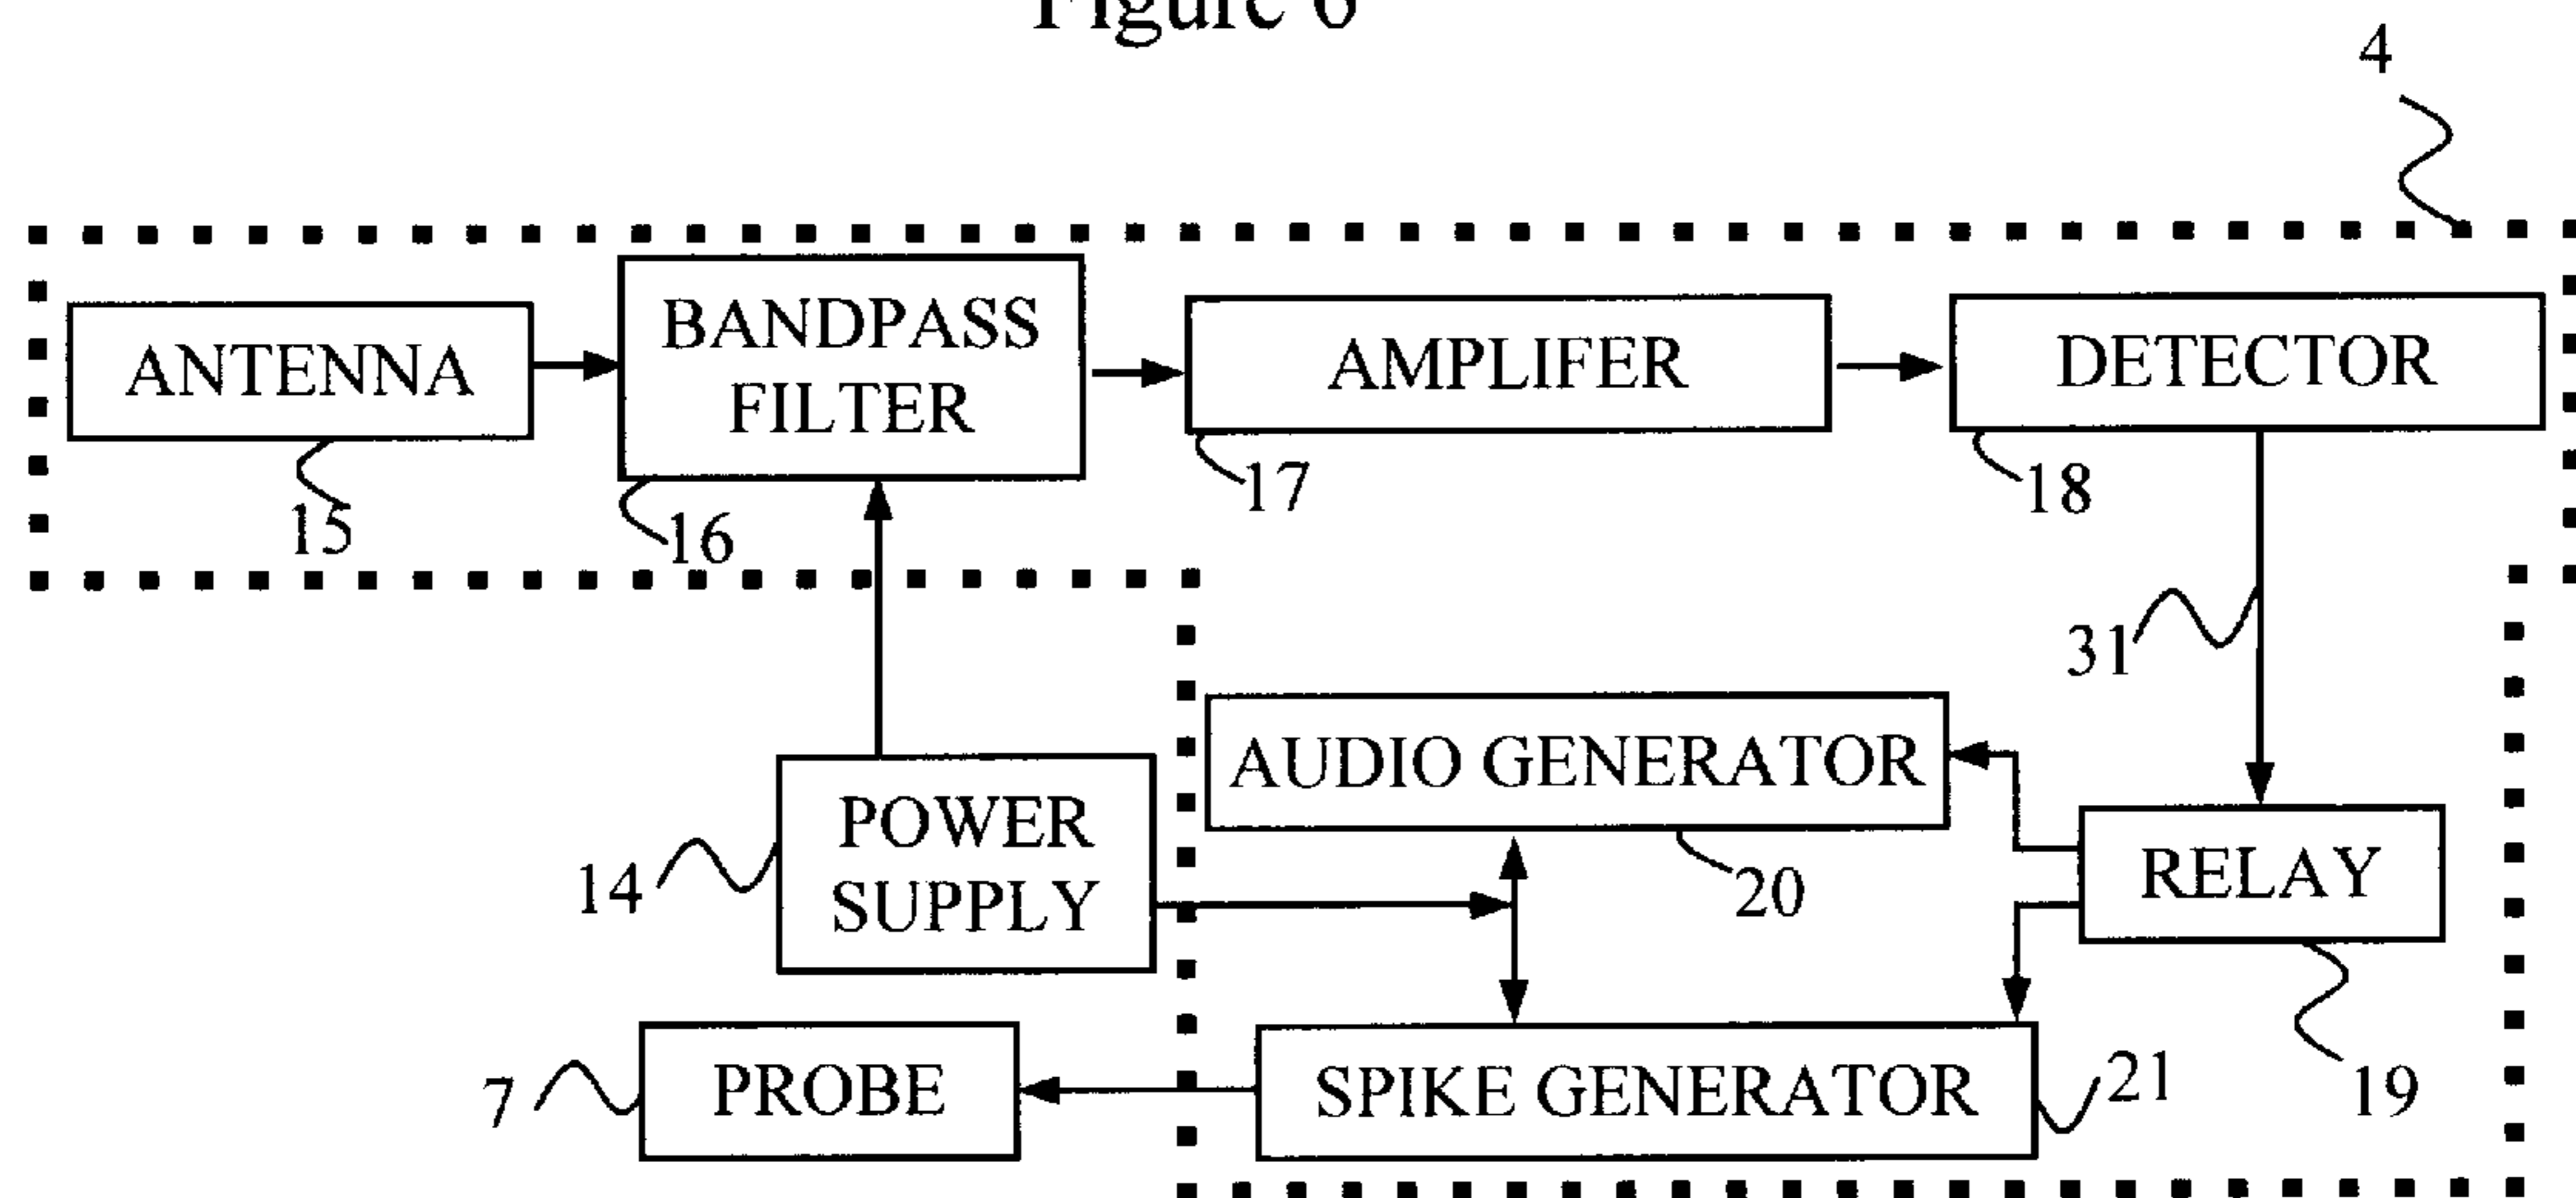 Figure 6
4
ANTENNA
BANDPASS
FILTER
AMPLIFER
DETECTOR
15
16
17
18
31
AUDIO GENERATOR
POWER
SUPPLY
14
20
RELAY
PROBE
7
SPIKE GENERATOR
21
19